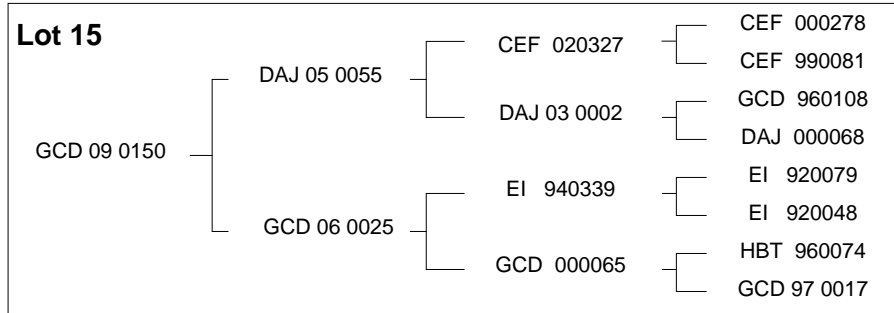 Lot 15
GCD 09 0150
DAJ 05 0055
GCD 06 0025
CEF 020327
DAJ 03 0002
EI 940339
GCD 000065
CEF 000278
CEF 990081
GCD 960108
DAJ 000068
EI 920079
EI 920048
HBT 960074
GCD 97 0017